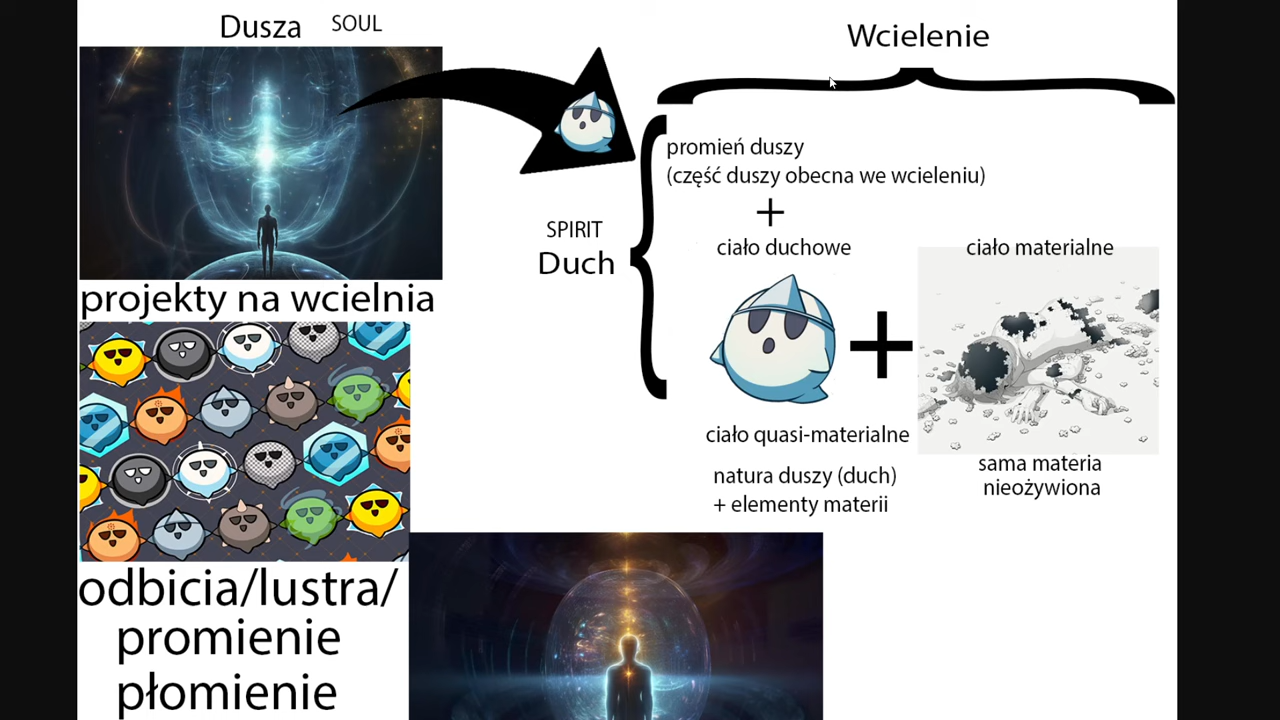 Dusza SOUL
projekty na wcielnia
odbicia/lustra/
promienie
płomienie
Wcielenie
SPIRIT
Duch
promień duszy
(część duszy obecna we wcieleniu)
+
ciało duchowe
+
ciało quasi-materialne
natura duszy (duch)
+ elementy materii
ciało materialne
sama materia
nieożywiona